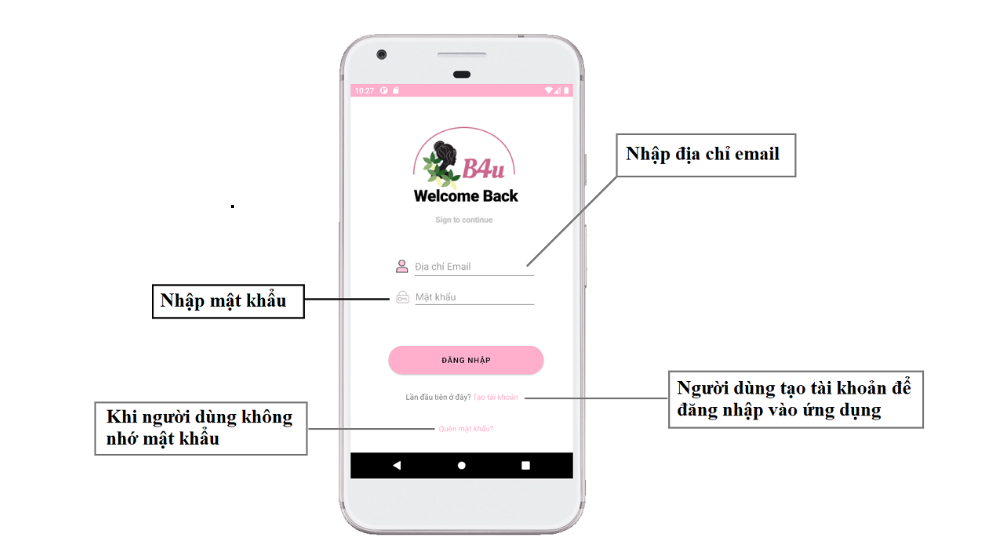 10:27
B4u
Welcome Back
Sign to continue
Nhập địa chỉ email
Địa chỉ Email
Nhập mật khẩu
Mật khẩu
ĐĂNG NHẬP
Lần đầu tiên ở đây? Tạo tài khoản
Người dùng tạo tài khoản để
đăng nhập vào ứng dụng
Khi người dùng không
nhớ mật khẩu
Quên mật khẩu?